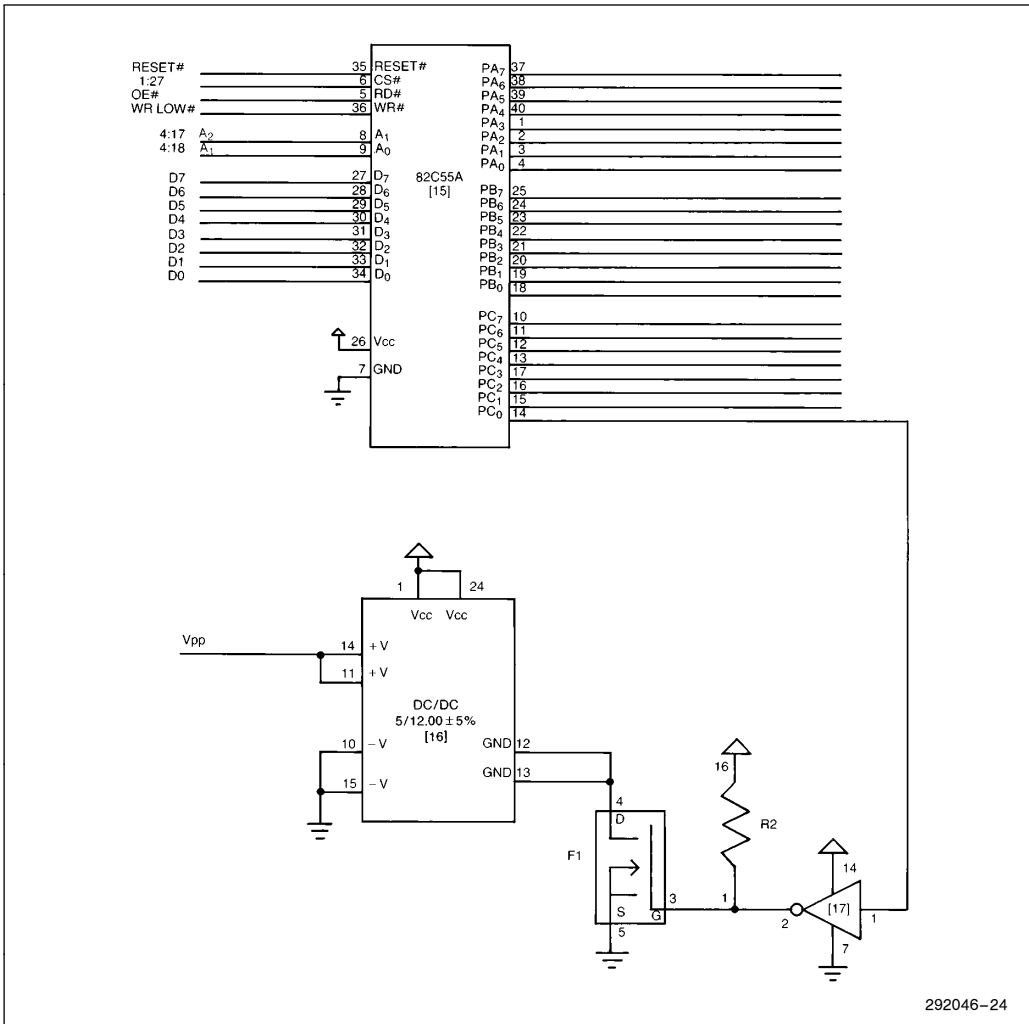 RESET# 35 RESET# PA7 37
1:27 6 CS# PA6 38
OE# 5 RD# PA5 39
WR LOW# 36 WR# PA4 40
PA3 1
4:17 A2 8 A1 PA2 2
4:18 A1 9 A0 PA1 3
PA0 4
82C55A
[15]
D7 27 D7 PB7 25
D6 28 D6 PB6 24
D5 29 D5 PB5 23
D4 30 D4 PB4 22
D3 31 D3 PB3 21
D2 32 D2 PB2 20
D1 33 D1 PB1 19
D0 34 D0 PB0 18
PC7 10
PC6 11
26 Vcc PC5 12
PC4 13
7 GND PC3 17
PC2 16
PC1 15
PC0 14
1 24
Vcc Vcc
Vpp 14 +V
11 +V
DC/DC
5/12.00±5%
[16]
10 −V GND 12
15 −V GND 13
16
R2
4
D
F1
14
3 1 [17]
S G 2 1
5 7
292046–24